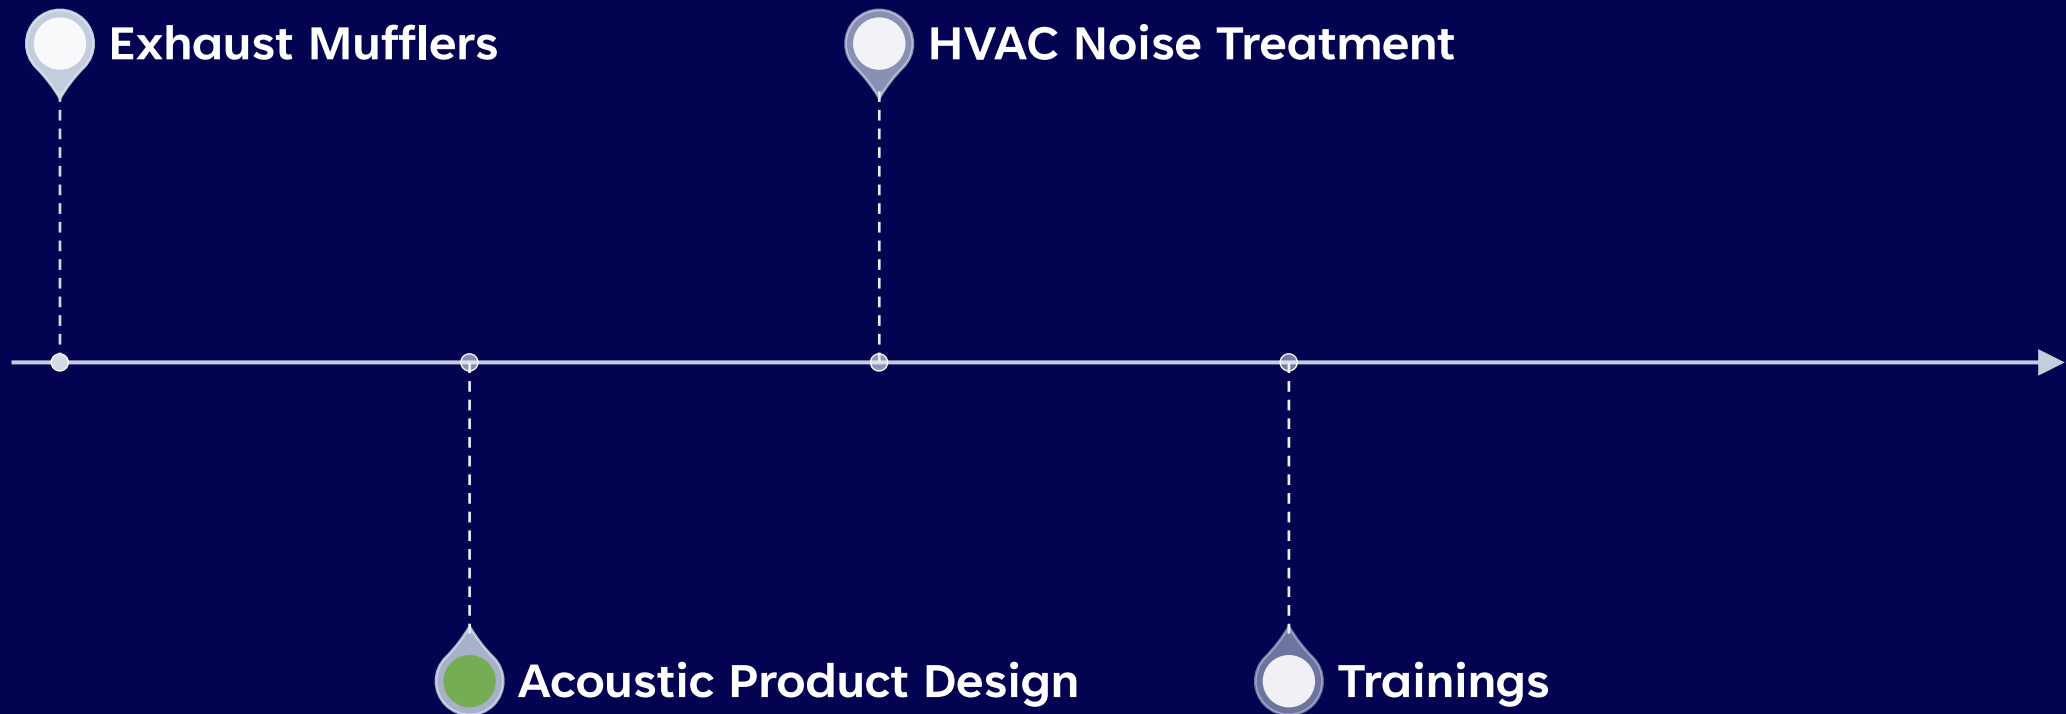 Exhaust Mufflers
HVAC Noise Treatment
Acoustic Product Design
Trainings